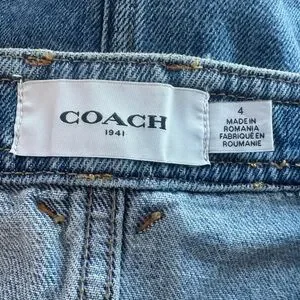 COACH
1941
4
MADE IN
ROMANIA
FABRIQUÉ EN
ROUMANIE